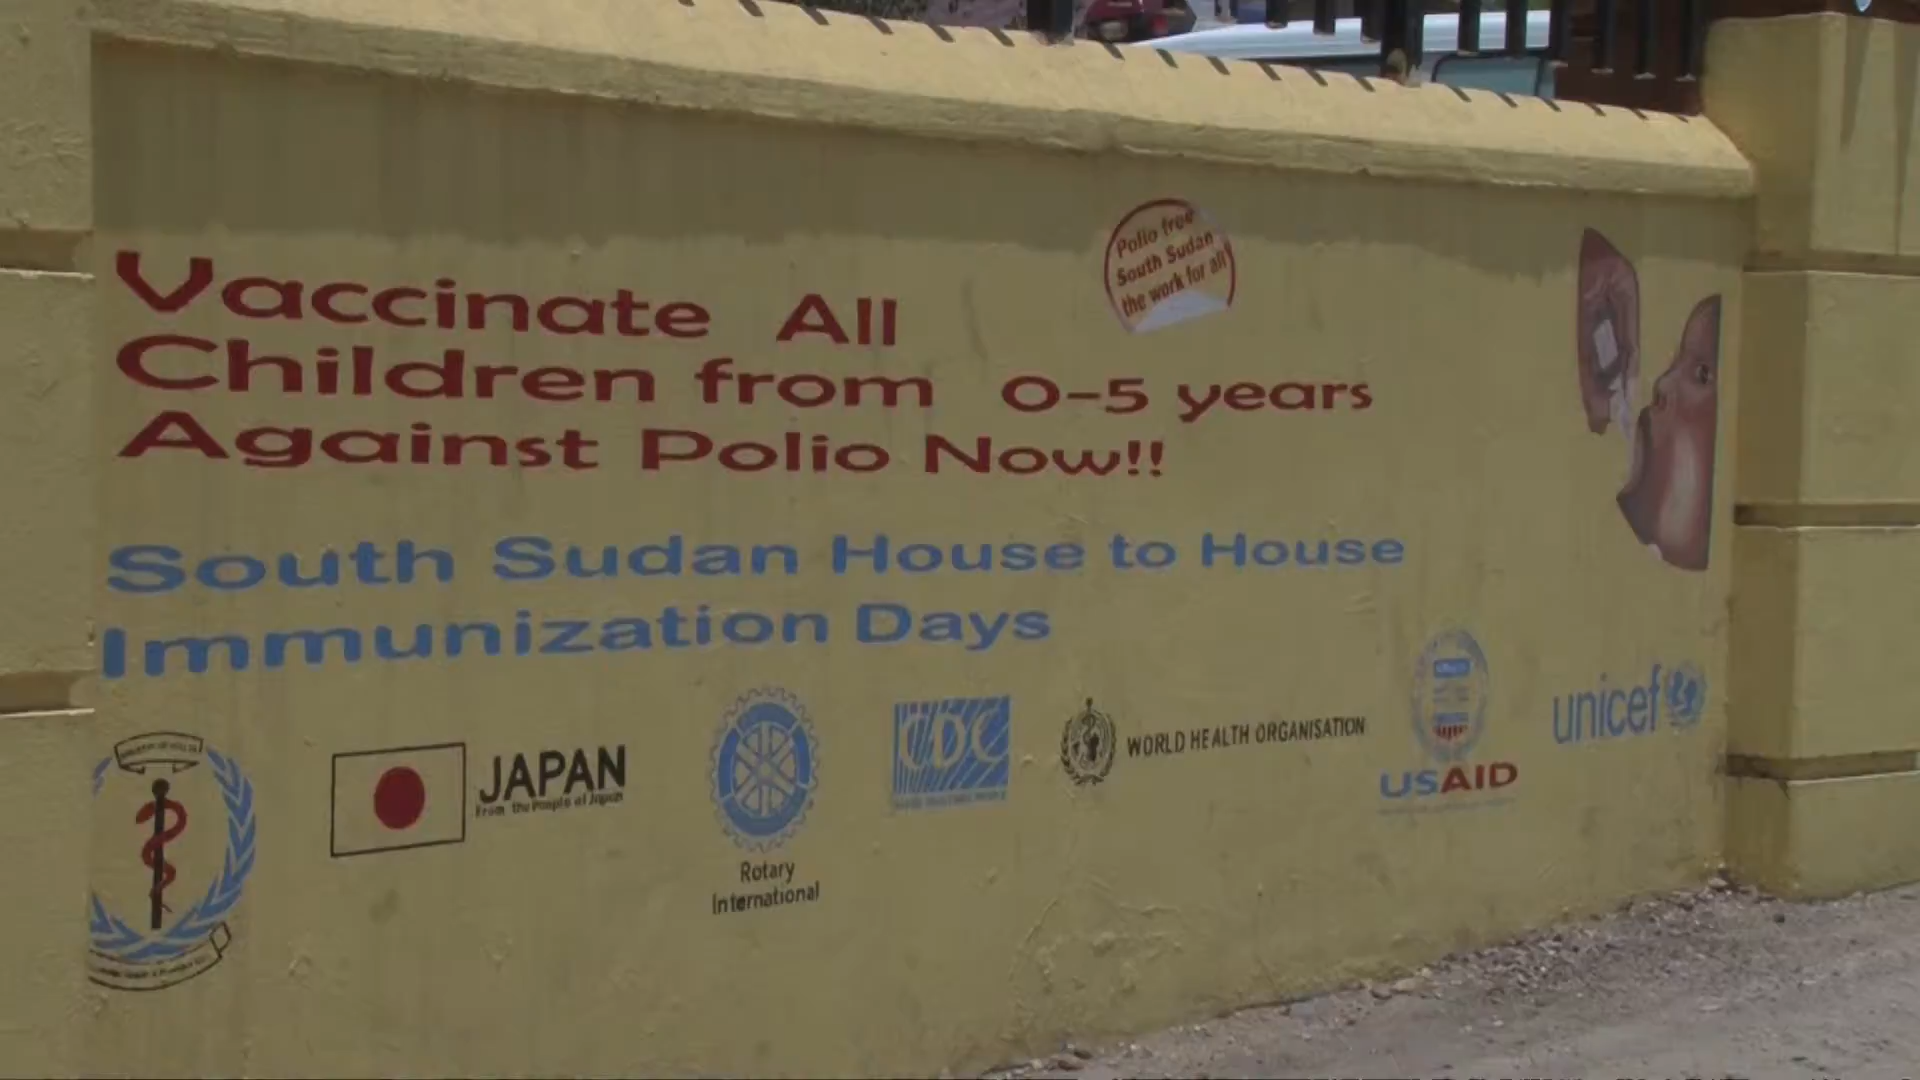 Polio free
South Sudan
the work for all
Vaccinate All
Children from 0-5 years
Against Polio Now!!
South Sudan House to House
Immunization Days
JAPAN
From the People of Japan
Rotary
International
CDC
WORLD HEALTH ORGANISATION
USAID
unicef